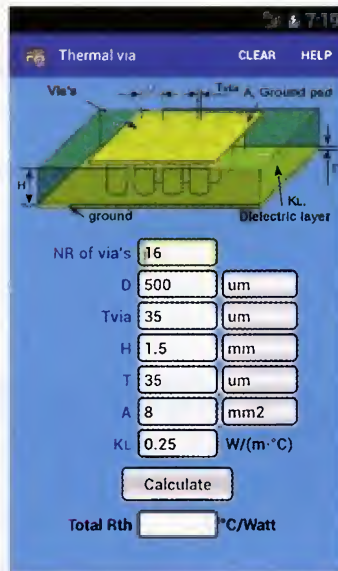 7:19
Thermal via CLEAR HELP
Via's Tvia A, Ground pad
H
T
KL.
ground Dielectric layer
NR of via's 16
D 500 um
Tvia 35 um
H 1.5 mm
T 35 um
A 8 mm2
KL 0.25 W/(m·°C)
Calculate
Total Rth °C/Watt